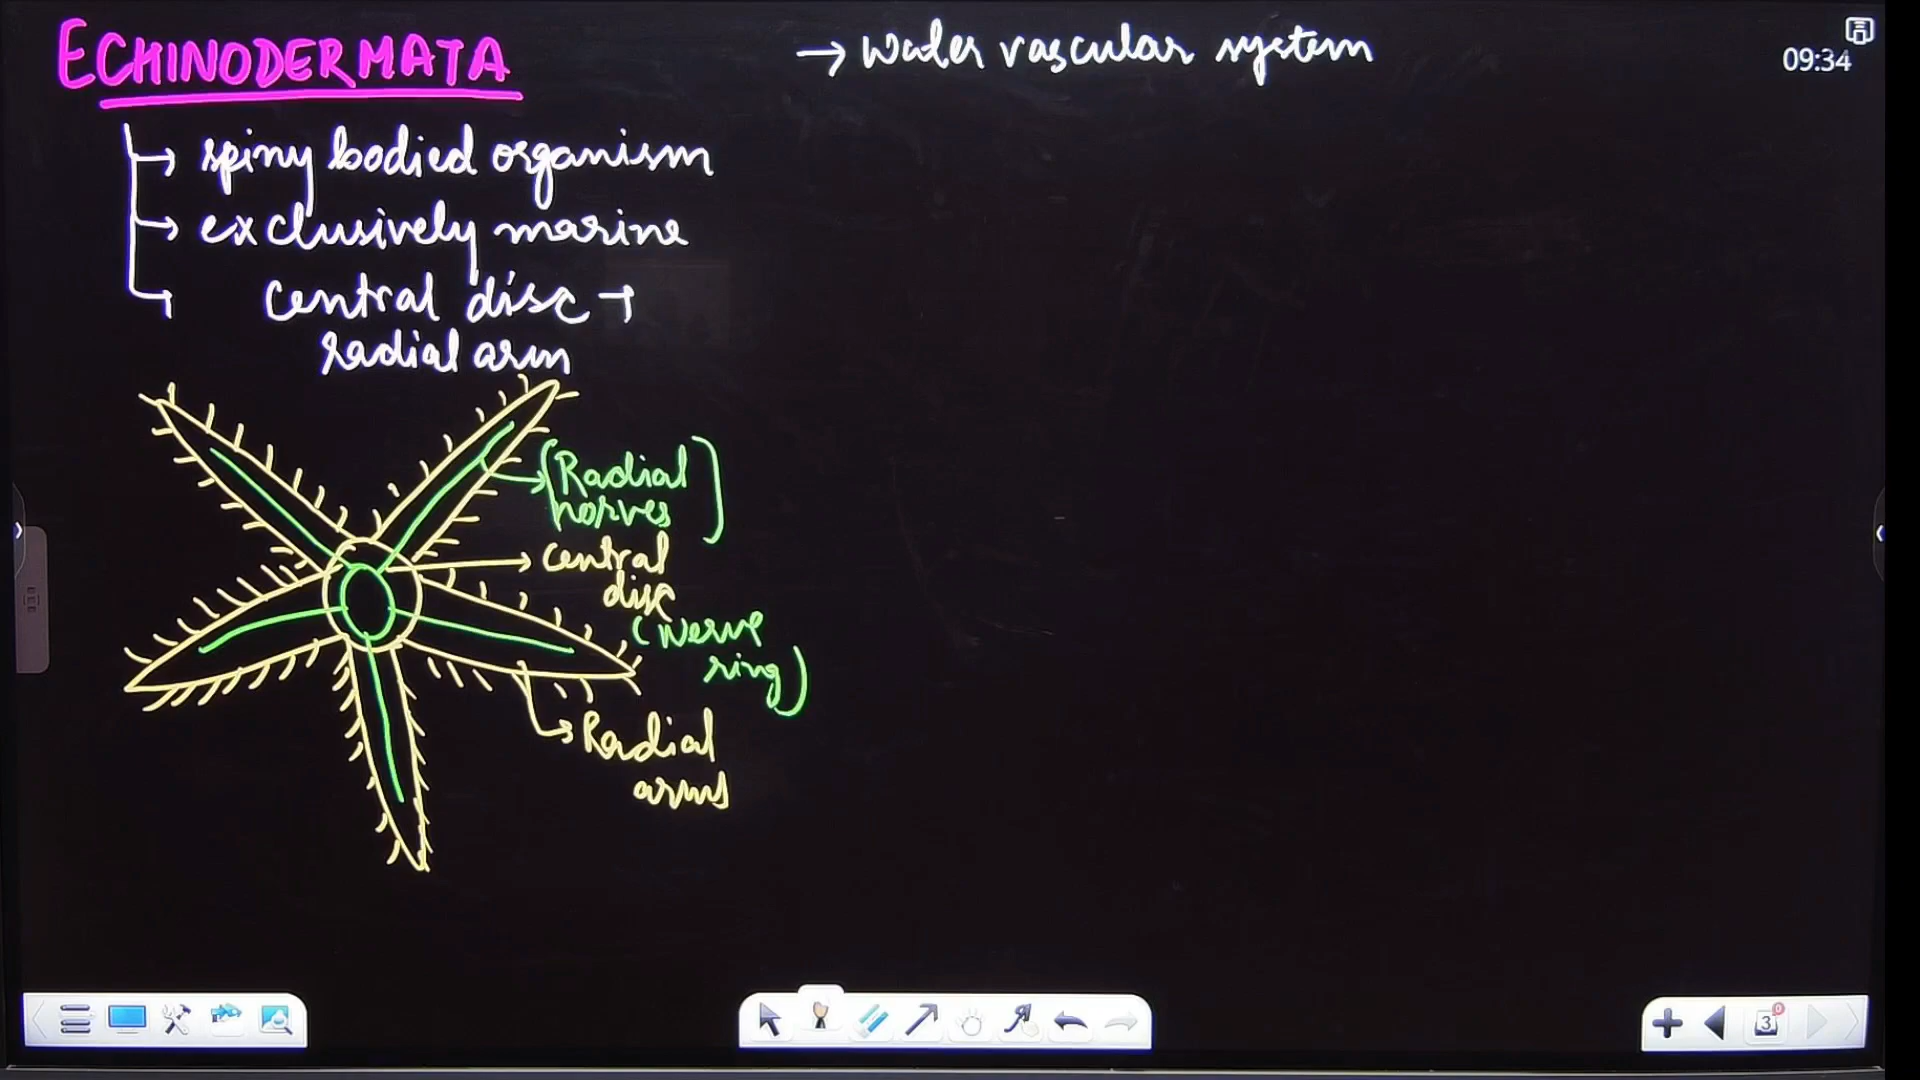 ECHINODERMATA
→ spiny bodied organism
→ exclusively marine
→ central disc →
radial arm
(Radial
nerves)
central
disc
(Nerve
ring)
Radial
arms
→ Water vascular system
09:34
3